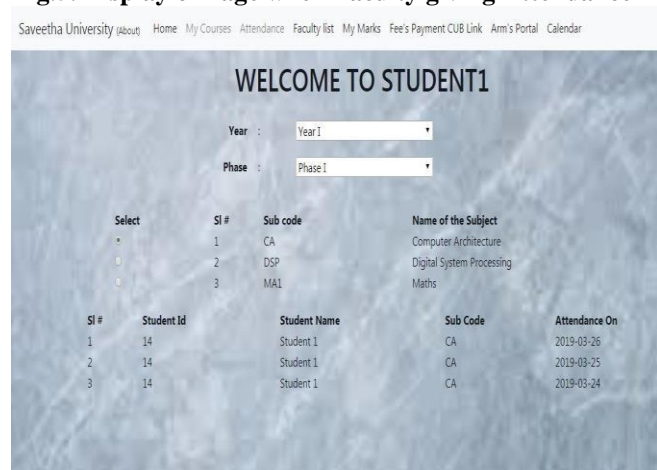 Saveetha University (About) Home My Courses Attendance Faculty list My Marks Fee's Payment CUB Link Arm's Portal Calendar
WELCOME TO STUDENT1
Year : Year I
Phase : Phase I
Select Sl # Sub code Name of the Subject
1 CA Computer Architecture
2 DSP Digital System Processing
3 MA1 Maths
Sl # Student Id Student Name Sub Code Attendance On
1 14 Student 1 CA 2019-03-26
2 14 Student 1 CA 2019-03-25
3 14 Student 1 CA 2019-03-24